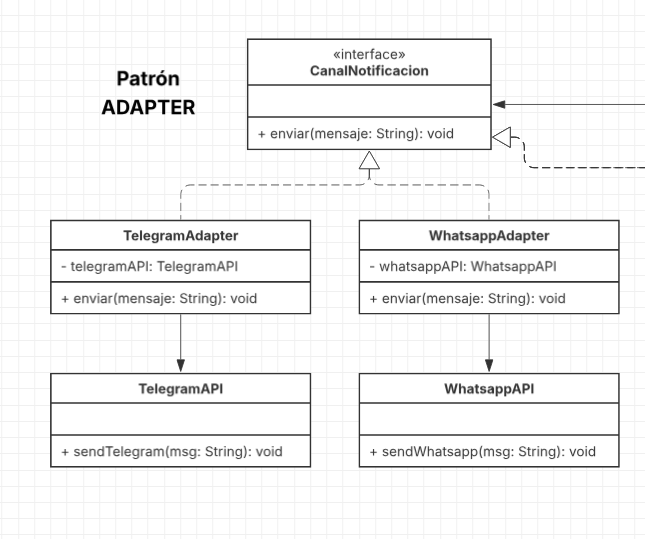 Patrón
ADAPTER
«interface»
CanalNotificacion
+ enviar(mensaje: String): void
TelegramAdapter
- telegramAPI: TelegramAPI
+ enviar(mensaje: String): void
WhatsappAdapter
- whatsappAPI: WhatsappAPI
+ enviar(mensaje: String): void
TelegramAPI
+ sendTelegram(msg: String): void
WhatsappAPI
+ sendWhatsapp(msg: String): void